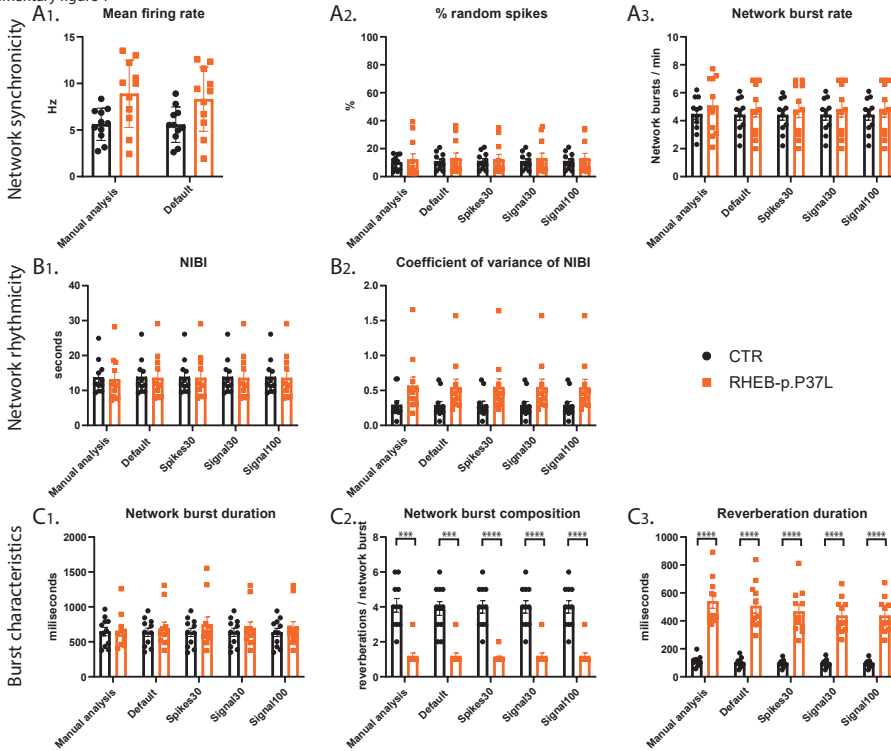 A1.
Mean firing rate
A2.
% random spikes
A3.
Network burst rate
Network synchronicity
Hz
15
10
5
0
Manual analysis
Default
%
100
80
60
40
20
0
Manual analysis
Default
Spikes30
Signal30
Signal100
Network bursts / min
10
8
6
4
2
0
Manual analysis
Default
Spikes30
Signal30
Signal100
B1.
NIBI
B2.
Coefficient of variance of NIBI
Network rhythmicity
seconds
40
30
20
10
0
Manual analysis
Default
Spikes30
Signal30
Signal100
2.0
1.5
1.0
0.5
0.0
Manual analysis
Default
Spikes30
Signal30
Signal100
CTR
RHEB-p.P37L
C1.
Network burst duration
C2.
Network burst composition
C3.
Reverberation duration
Burst characteristics
miliseconds
2000
1500
1000
500
0
Manual analysis
Default
Spikes30
Signal30
Signal100
reverberations / network burst
8
6
4
2
0
*** *** **** **** ****
Manual analysis
Default
Spikes30
Signal30
Signal100
miliseconds
1000
800
600
400
200
0
**** **** **** **** ****
Manual analysis
Default
Spikes30
Signal30
Signal100